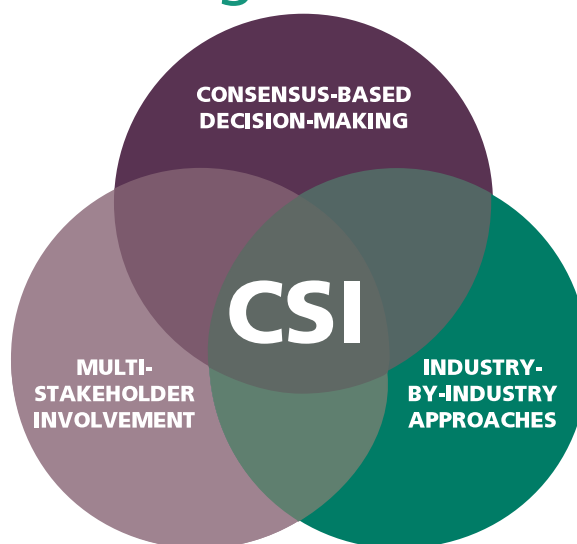 CONSENSUS-BASED
DECISION-MAKING
CSI
MULTI-
STAKEHOLDER
INVOLVEMENT
INDUSTRY-
BY-INDUSTRY
APPROACHES